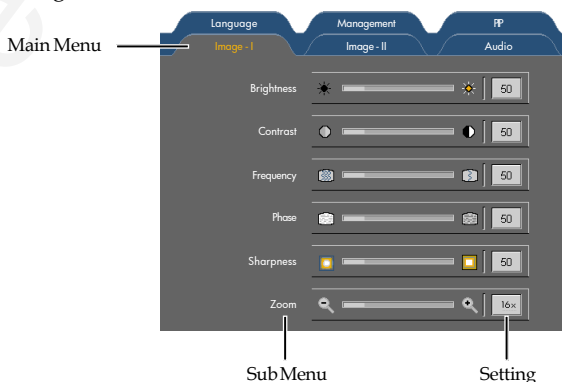 Language Management PIP
Main Menu Image - I Image - II Audio
Brightness 50
Contrast 50
Frequency 50
Phase 50
Sharpness 50
Zoom 16x
Sub Menu Setting